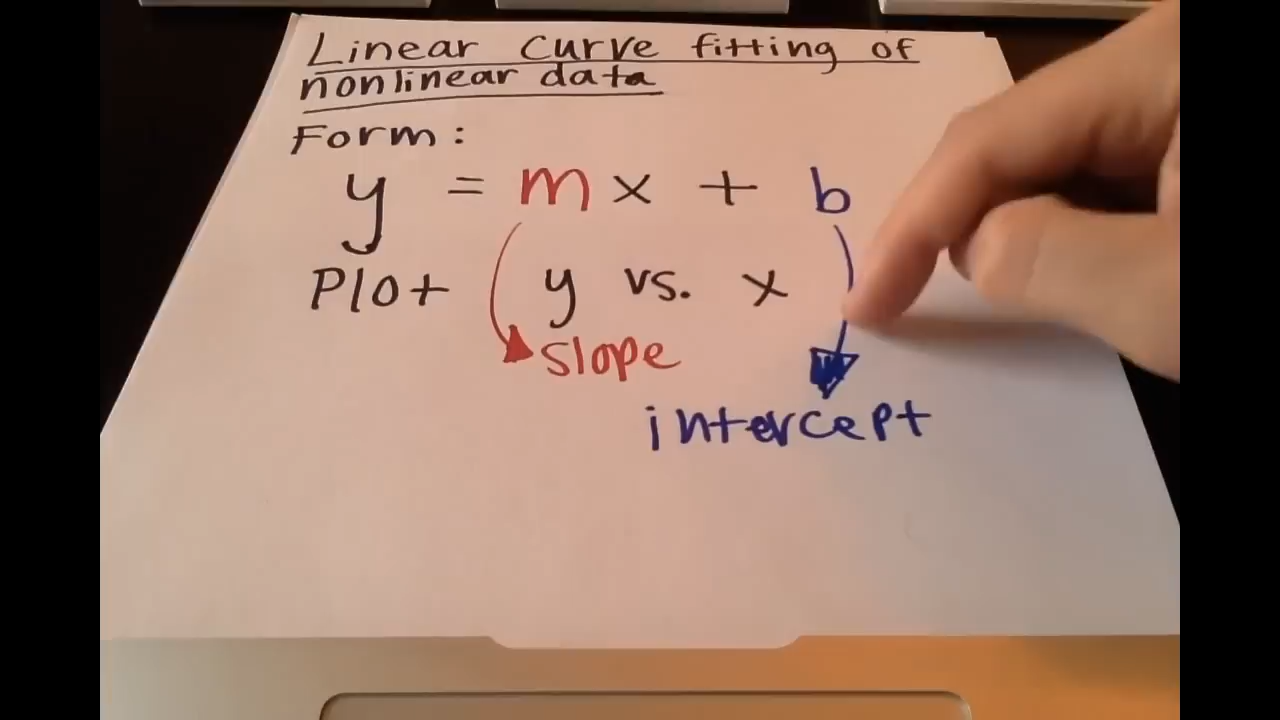 Linear Curve fitting of
nonlinear data
Form:
y = mx + b
Plot y vs. x
slope
intercept